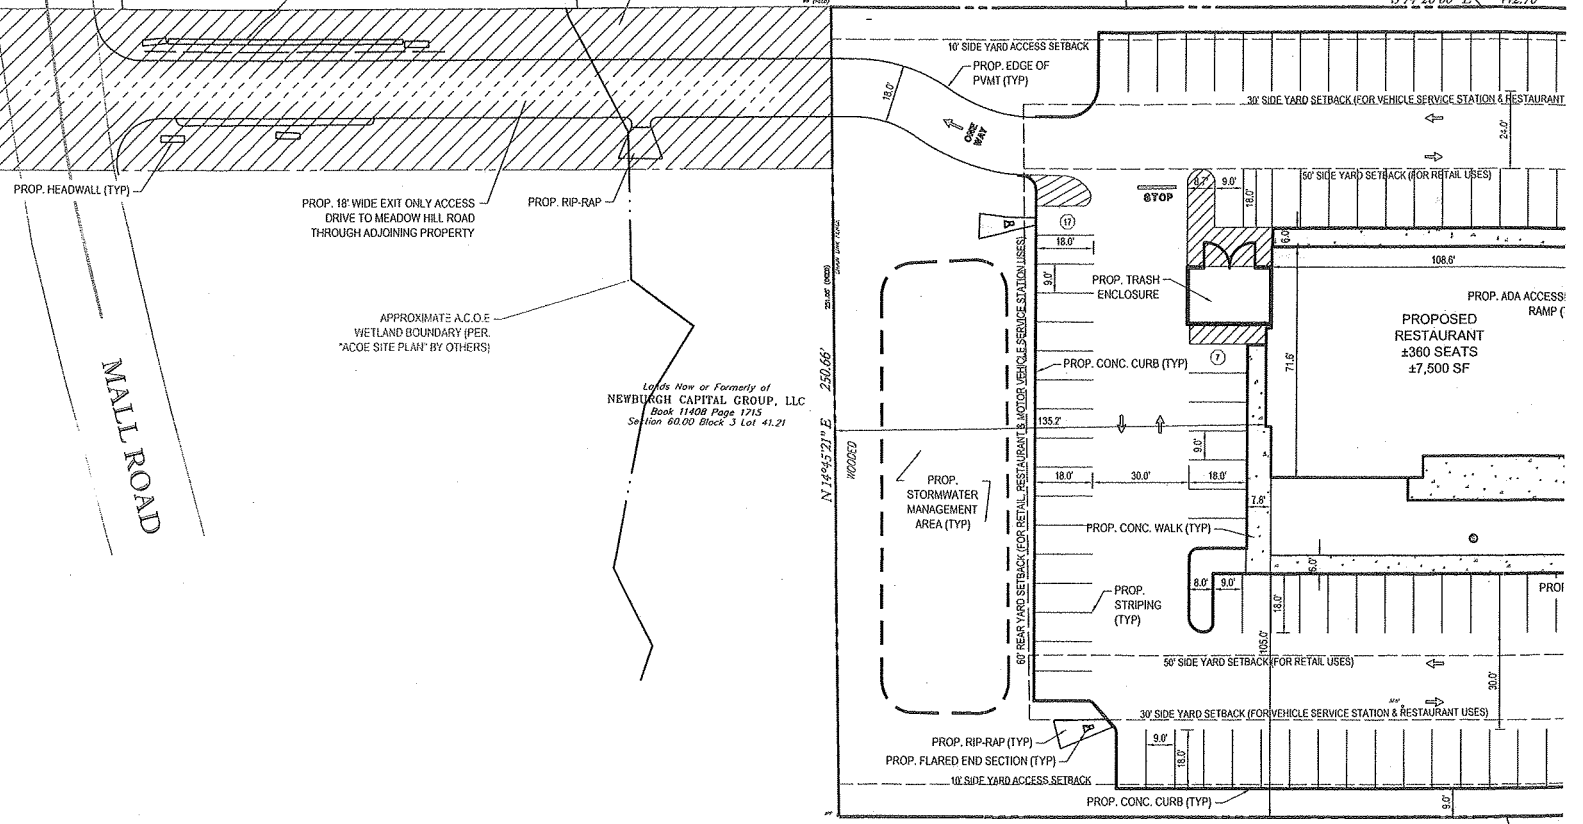 10' SIDE YARD ACCESS SETBACK
PROP. EDGE OF
PVMT (TYP)
18.0'
ONE
WAY
30' SIDE YARD SETBACK (FOR VEHICLE SERVICE STATION & RESTAURANT
24.0'
50' SIDE YARD SETBACK (FOR RETAIL USES)
PROP. HEADWALL (TYP)
PROP. 18' WIDE EXIT ONLY ACCESS
DRIVE TO MEADOW HILL ROAD
THROUGH ADJOINING PROPERTY
PROP. RIP-RAP
STOP
8.7'
9.0'
18.0'
17
18.0'
6.0'
108.6'
9.0'
PROP. TRASH
ENCLOSURE
PROP. ADA ACCESS
RAMP (
PROPOSED
RESTAURANT
±360 SEATS
±7,500 SF
71.6'
APPROXIMATE A.C.O.E
WETLAND BOUNDARY (PER.
"ACOE SITE PLAN" BY OTHERS)
7
PROP. CONC. CURB (TYP)
MALL ROAD
Lands Now or Formerly of
NEWBURGH CAPITAL GROUP, LLC
Book 11408 Page 1715
Section 60.00 Block 3 Lot 41.21
N 14°45'21" E 250.66'
WOODED
135.2'
9.0'
60' REAR YARD SETBACK (FOR RETAIL, RESTAURANT & MOTOR VEHICLE SERVICE STATION USES)
PROP.
STORMWATER
MANAGEMENT
AREA (TYP)
18.0'
30.0'
18.0'
7.6'
PROP. CONC. WALK (TYP)
6.0'
8.0'
9.0'
18.0'
PROP.
STRIPING
(TYP)
105.0'
50' SIDE YARD SETBACK (FOR RETAIL USES)
30.0'
30' SIDE YARD SETBACK (FOR VEHICLE SERVICE STATION & RESTAURANT USES)
PROP. RIP-RAP (TYP)
PROP. FLARED END SECTION (TYP)
9.0'
18.0'
10' SIDE YARD ACCESS SETBACK
PROP. CONC. CURB (TYP)
9.0'